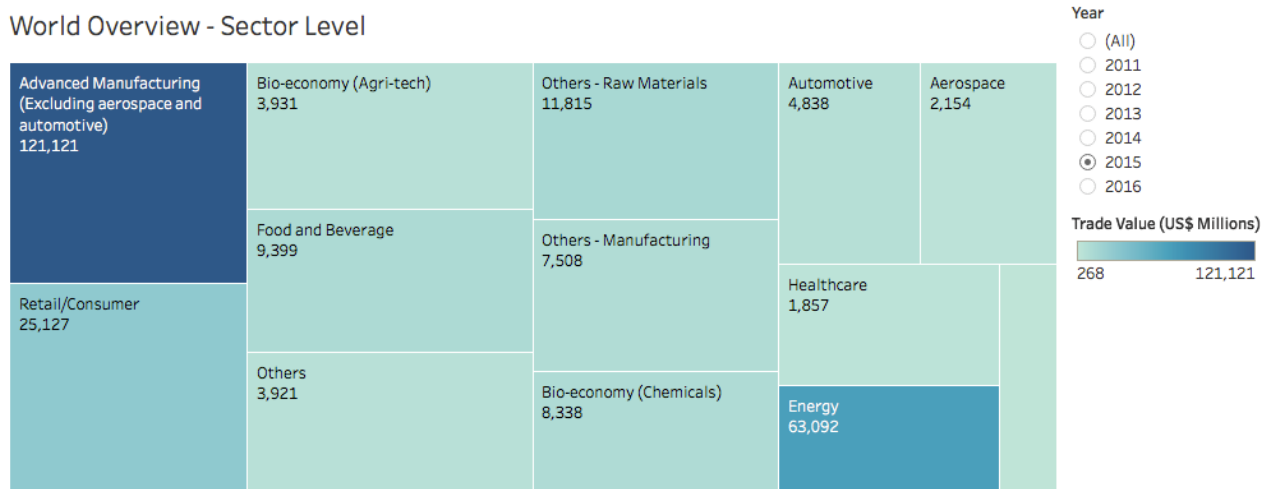 World Overview - Sector Level
Advanced Manufacturing
(Excluding aerospace and
automotive)
121,121
Retail/Consumer
25,127
Bio-economy (Agri-tech)
3,931
Food and Beverage
9,399
Others
3,921
Others - Raw Materials
11,815
Others - Manufacturing
7,508
Bio-economy (Chemicals)
8,338
Automotive
4,838
Aerospace
2,154
Healthcare
1,857
Energy
63,092
Year
(All)
2011
2012
2013
2014
2015
2016
Trade Value (US$ Millions)
268 121,121